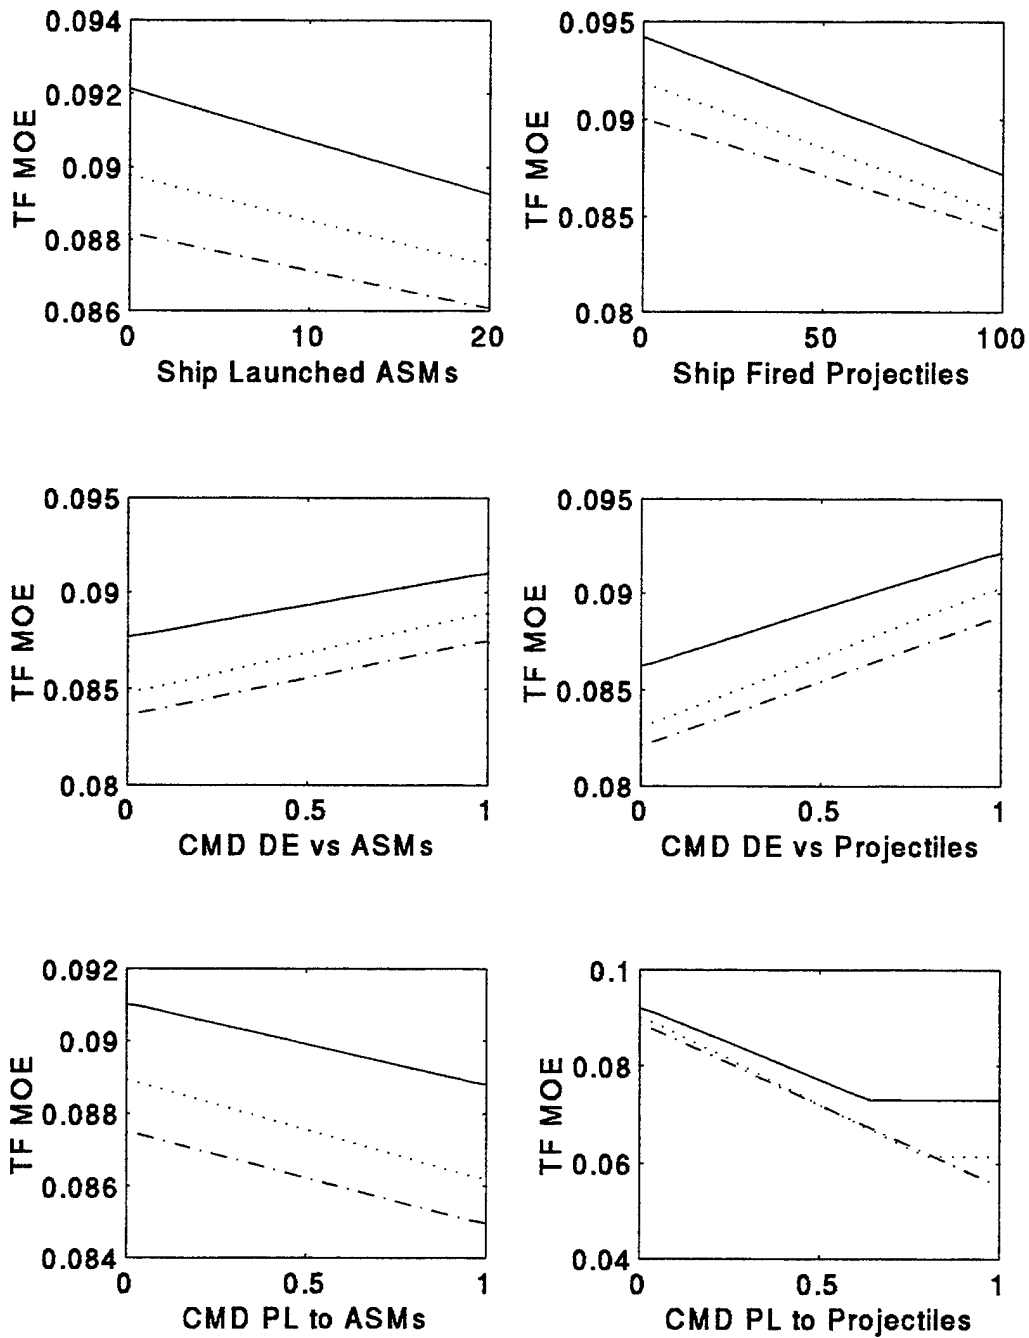 0.094
0.092
0.09
0.088
0.086
TF MOE
0 10 20
Ship Launched ASMs
0.095
0.09
0.085
0.08
TF MOE
0 50 100
Ship Fired Projectiles
0.095
0.09
0.085
0.08
TF MOE
0 0.5 1
CMD DE vs ASMs
0.095
0.09
0.085
0.08
TF MOE
0 0.5 1
CMD DE vs Projectiles
0.092
0.09
0.088
0.086
0.084
TF MOE
0 0.5 1
CMD PL to ASMs
0.1
0.08
0.06
0.04
TF MOE
0 0.5 1
CMD PL to Projectiles